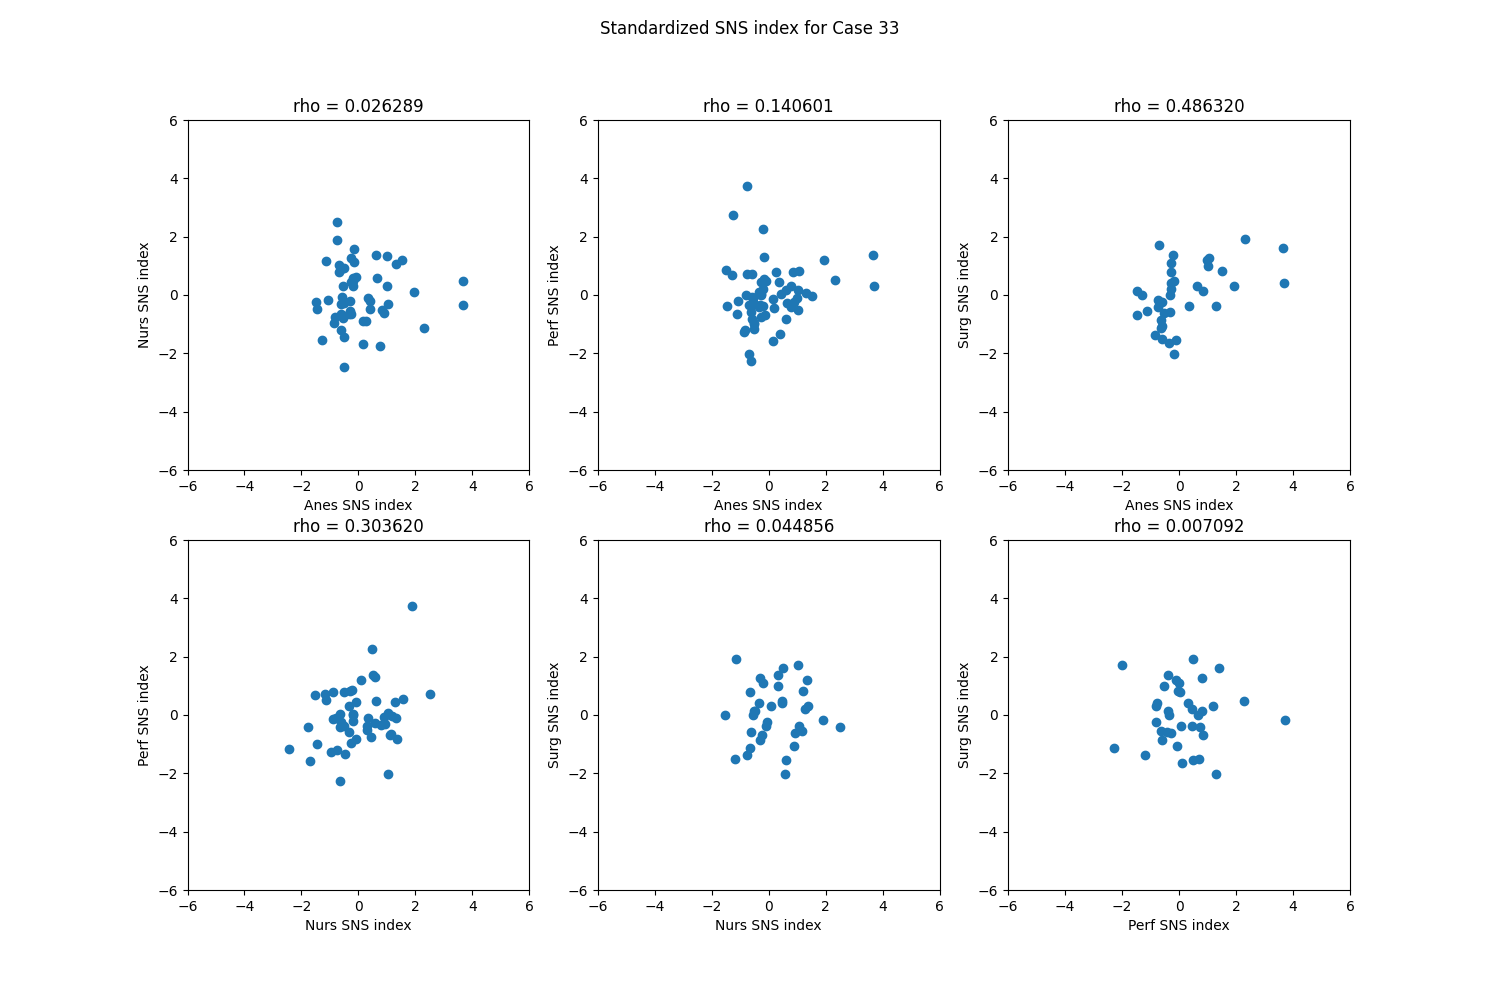 Standardized SNS index for Case 33
rho = 0.026289
rho = 0.140601
rho = 0.486320
6
4
2
0
−2
−4
−6
Nurs SNS index
−6 −4 −2 0 2 4 6
Anes SNS index
6
4
2
0
−2
−4
−6
Perf SNS index
−6 −4 −2 0 2 4 6
Anes SNS index
6
4
2
0
−2
−4
−6
Surg SNS index
−6 −4 −2 0 2 4 6
Anes SNS index
rho = 0.303620
rho = 0.044856
rho = 0.007092
6
4
2
0
−2
−4
−6
Perf SNS index
−6 −4 −2 0 2 4 6
Nurs SNS index
6
4
2
0
−2
−4
−6
Surg SNS index
−6 −4 −2 0 2 4 6
Nurs SNS index
6
4
2
0
−2
−4
−6
Surg SNS index
−6 −4 −2 0 2 4 6
Perf SNS index